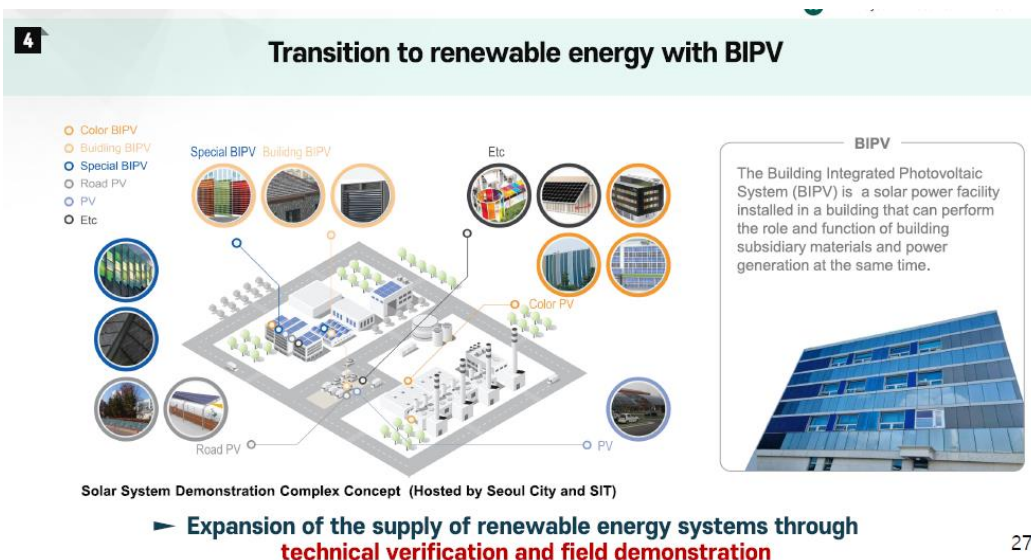 4
Transition to renewable energy with BIPV
Color BIPV
Buidling BIPV
Special BIPV
Road PV
PV
Etc
Special BIPV
Builidng BIPV
Etc
Color PV
Road PV
PV
Solar System Demonstration Complex Concept (Hosted by Seoul City and SIT)
BIPV
The Building Integrated Photovoltaic
System (BIPV) is a solar power facility
installed in a building that can perform
the role and function of building
subsidiary materials and power
generation at the same time.
► Expansion of the supply of renewable energy systems through
technical verification and field demonstration
27